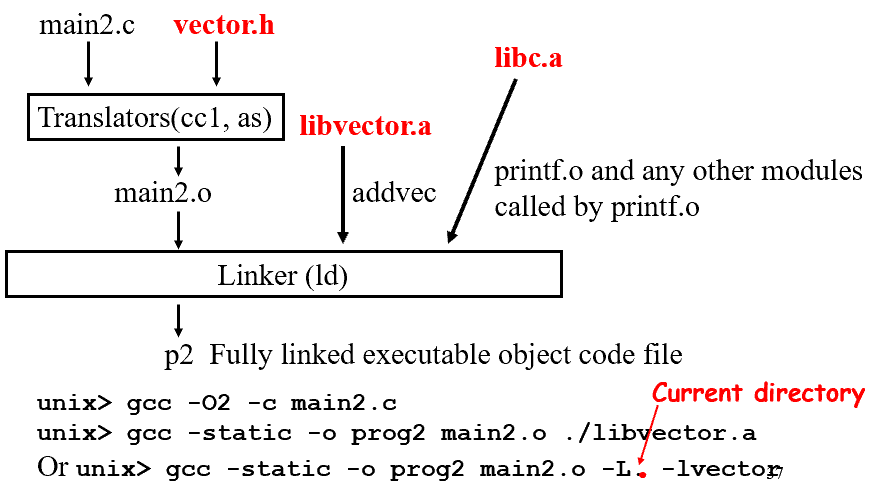 main2.c vector.h
libc.a
Translators(cc1, as)
libvector.a
main2.o
addvec
printf.o and any other modules
called by printf.o
Linker (ld)
p2 Fully linked executable object code file
Current directory
unix> gcc -O2 -c main2.c
unix> gcc -static -o prog2 main2.o ./libvector.a
Or unix> gcc -static -o prog2 main2.o -L. -lvector
37